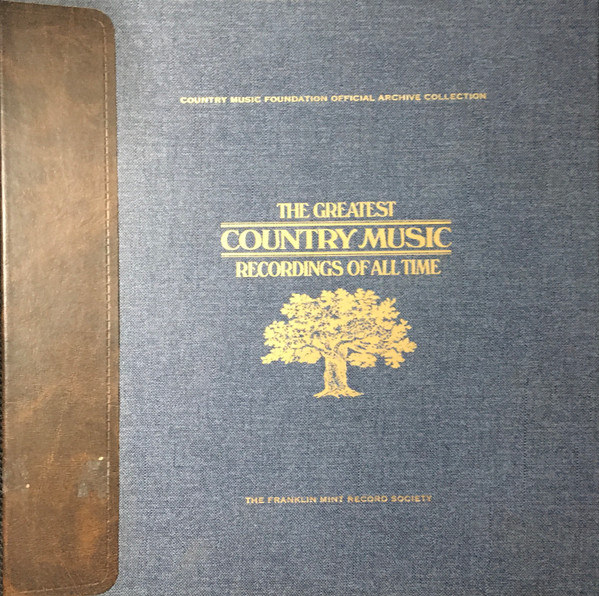 COUNTRY MUSIC FOUNDATION OFFICIAL ARCHIVE COLLECTION
THE GREATEST
COUNTRY MUSIC
RECORDINGS OF ALL TIME
THE FRANKLIN MINT RECORD SOCIETY